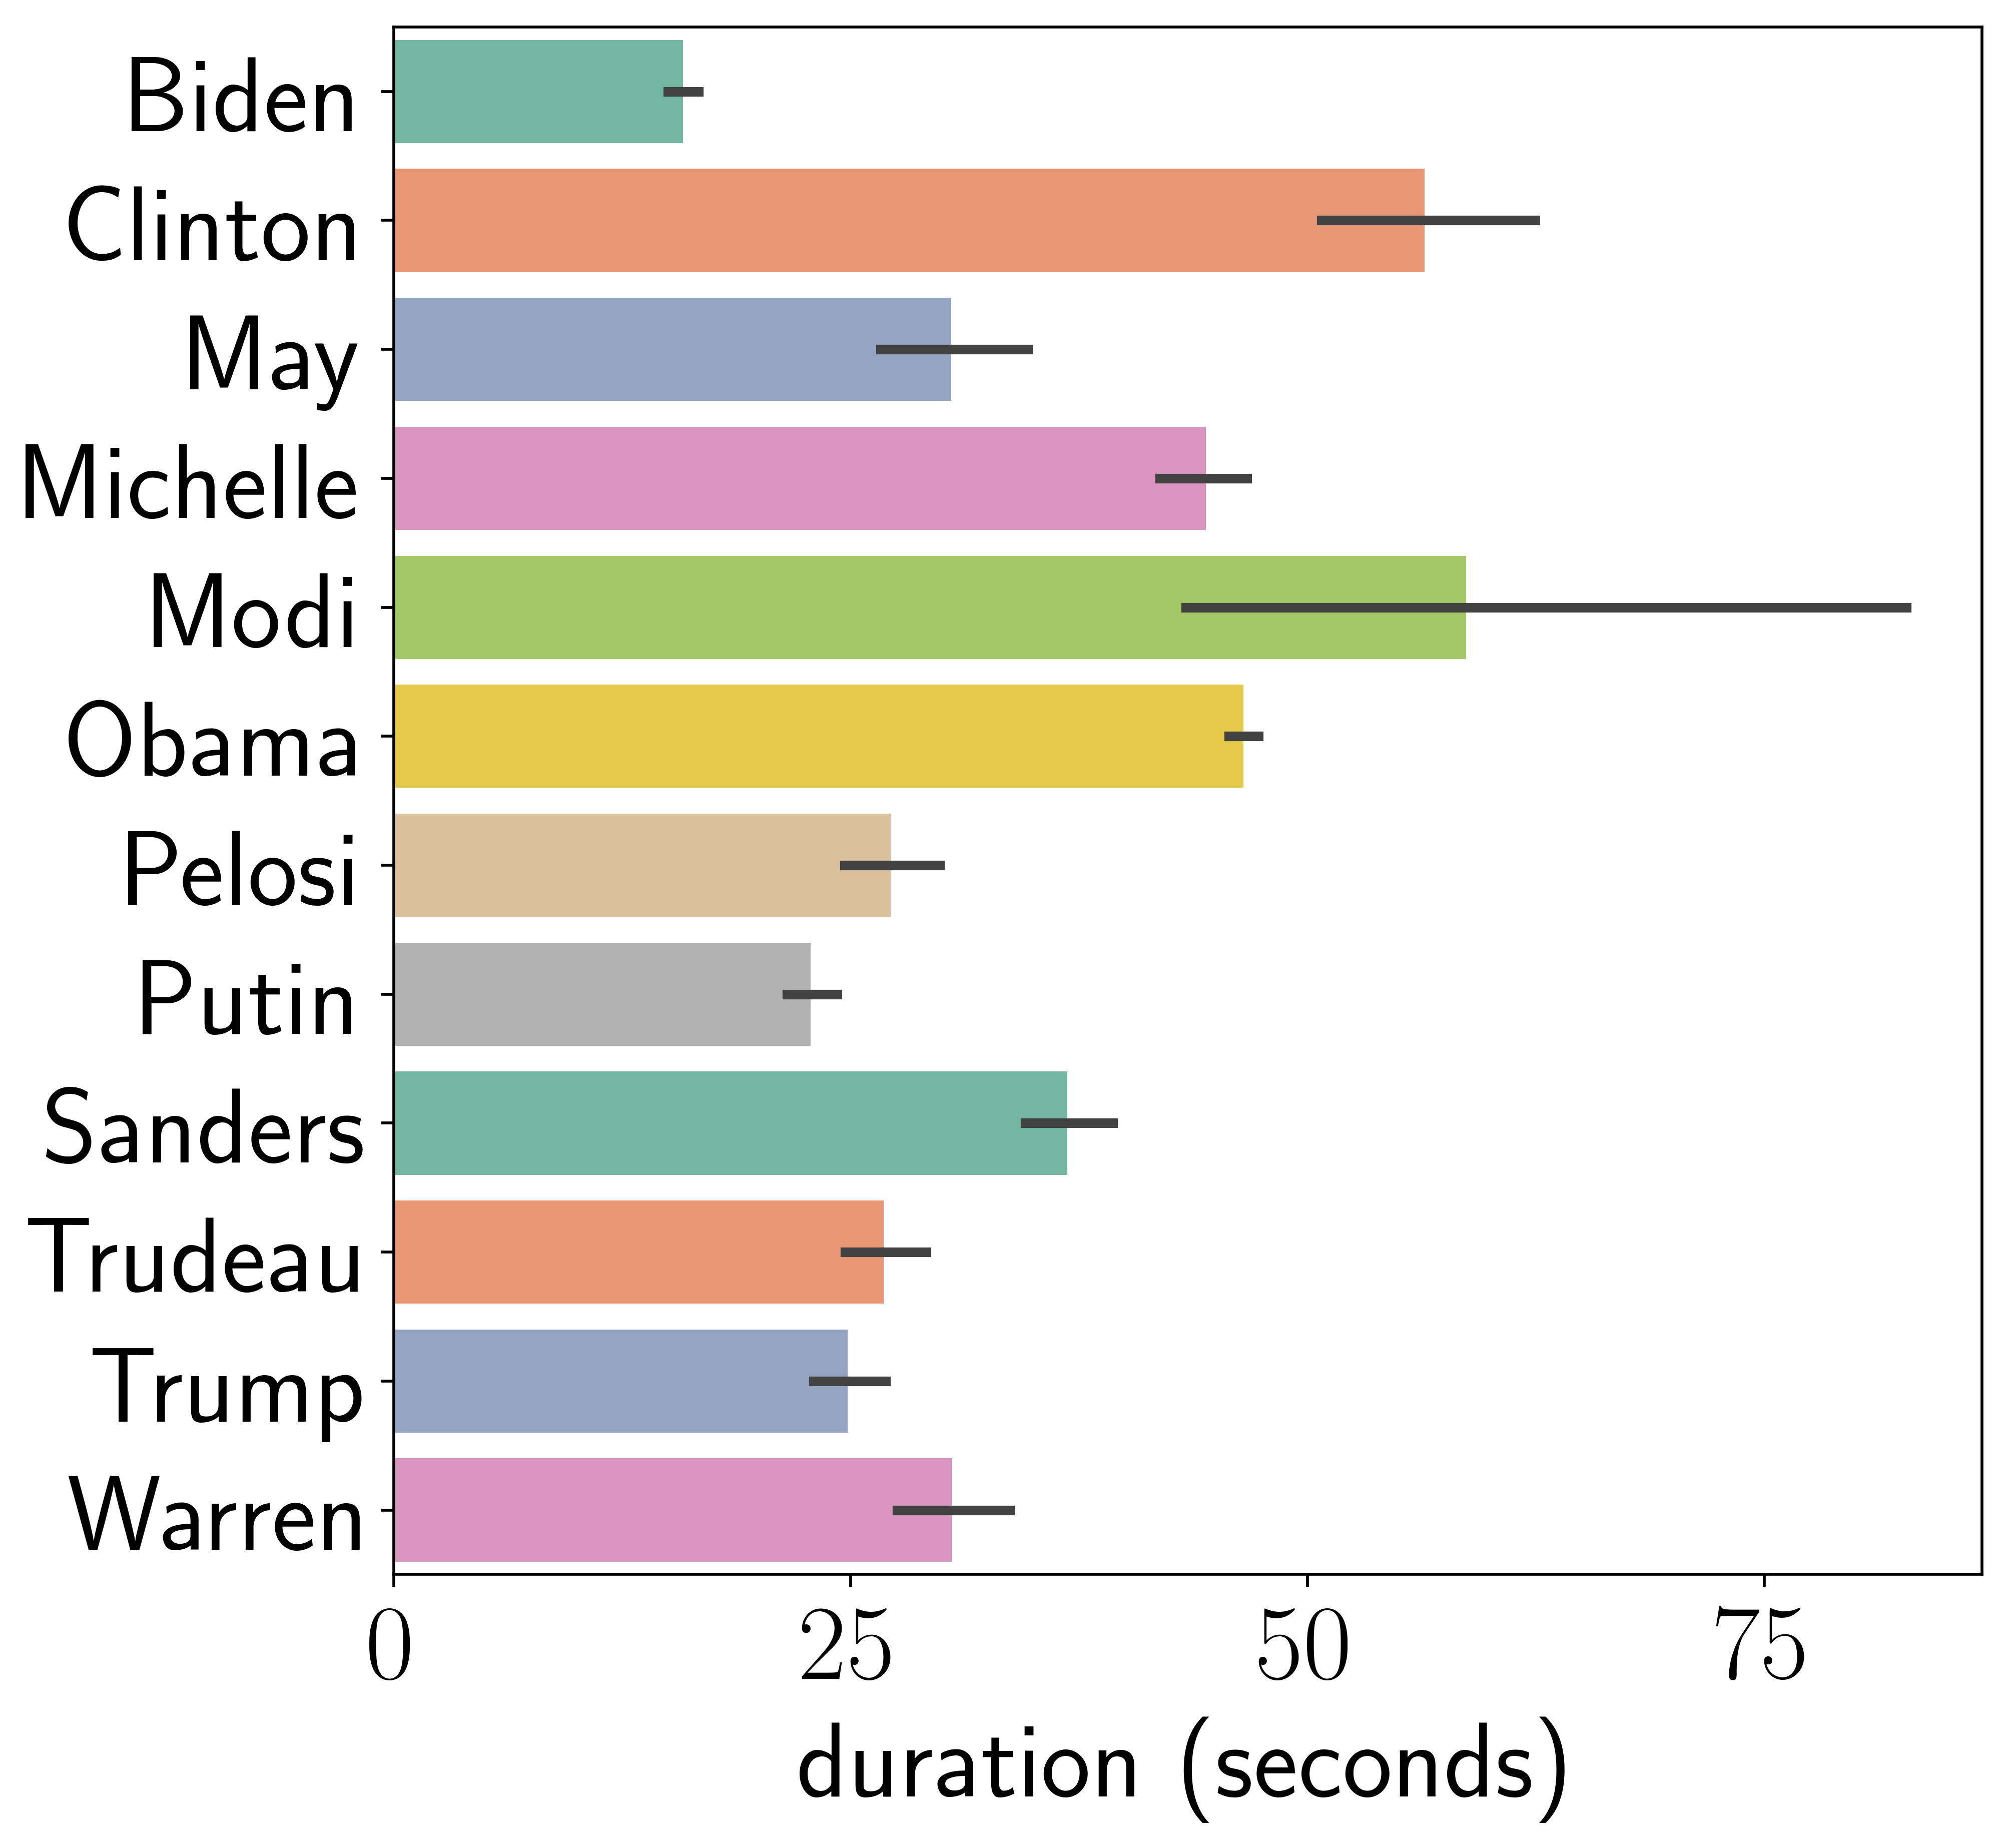 Biden
Clinton
May
Michelle
Modi
Obama
Pelosi
Putin
Sanders
Trudeau
Trump
Warren
0 25 50 75
duration (seconds)